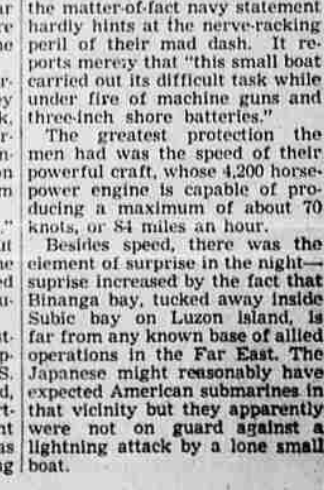 the matter-of-fact navy statement
hardly hints at the nerve-racking
peril of their mad dash. It re-
ports merely that "this small boat
carried out its difficult task while
under fire of machine guns and
three-inch shore batteries."
The greatest protection the
men had was the speed of their
powerful craft, whose 4,200 horse-
power engine is capable of pro-
ducing a maximum of about 70
knots, or 84 miles an hour.
Besides speed, there was the
element of surprise in the night—
suprise increased by the fact that
Binanga bay, tucked away inside
Subic bay on Luzon island, is
far from any known base of allied
operations in the Far East. The
Japanese might reasonably have
expected American submarines in
that vicinity but they apparently
were not on guard against a
lightning attack by a lone small
boat.